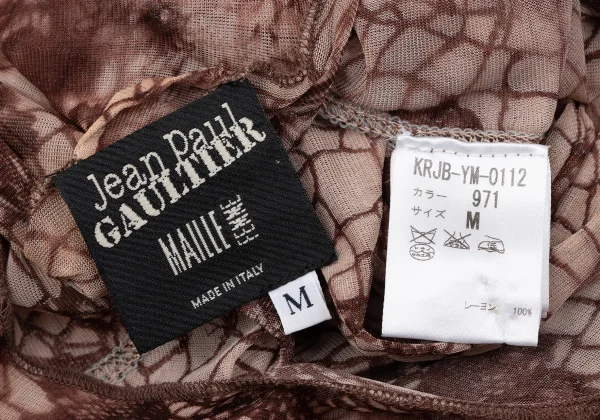 Jean Paul
GAULTIER
MAILLE
FEMME
MADE IN ITALY
M
KRJB-YM-0112
カラー 971
サイズ M
レーヨン 100%